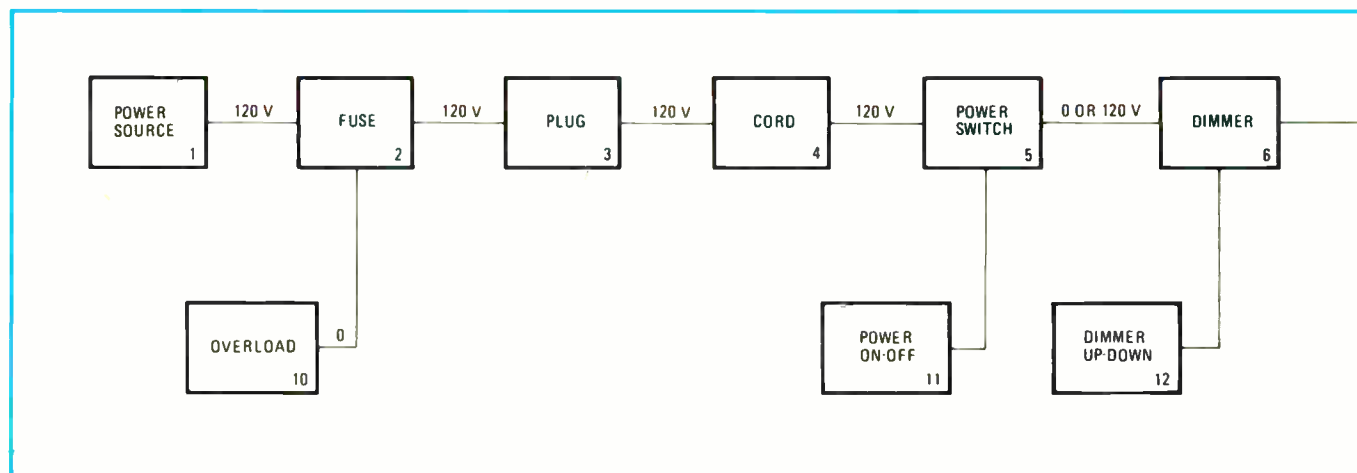 POWER
SOURCE
1
120 V
FUSE
2
120 V
PLUG
3
120 V
CORD
4
120 V
POWER
SWITCH
5
0 OR 120 V
DIMMER
6
OVERLOAD
10
0
POWER
ON-OFF
11
DIMMER
UP-DOWN
12